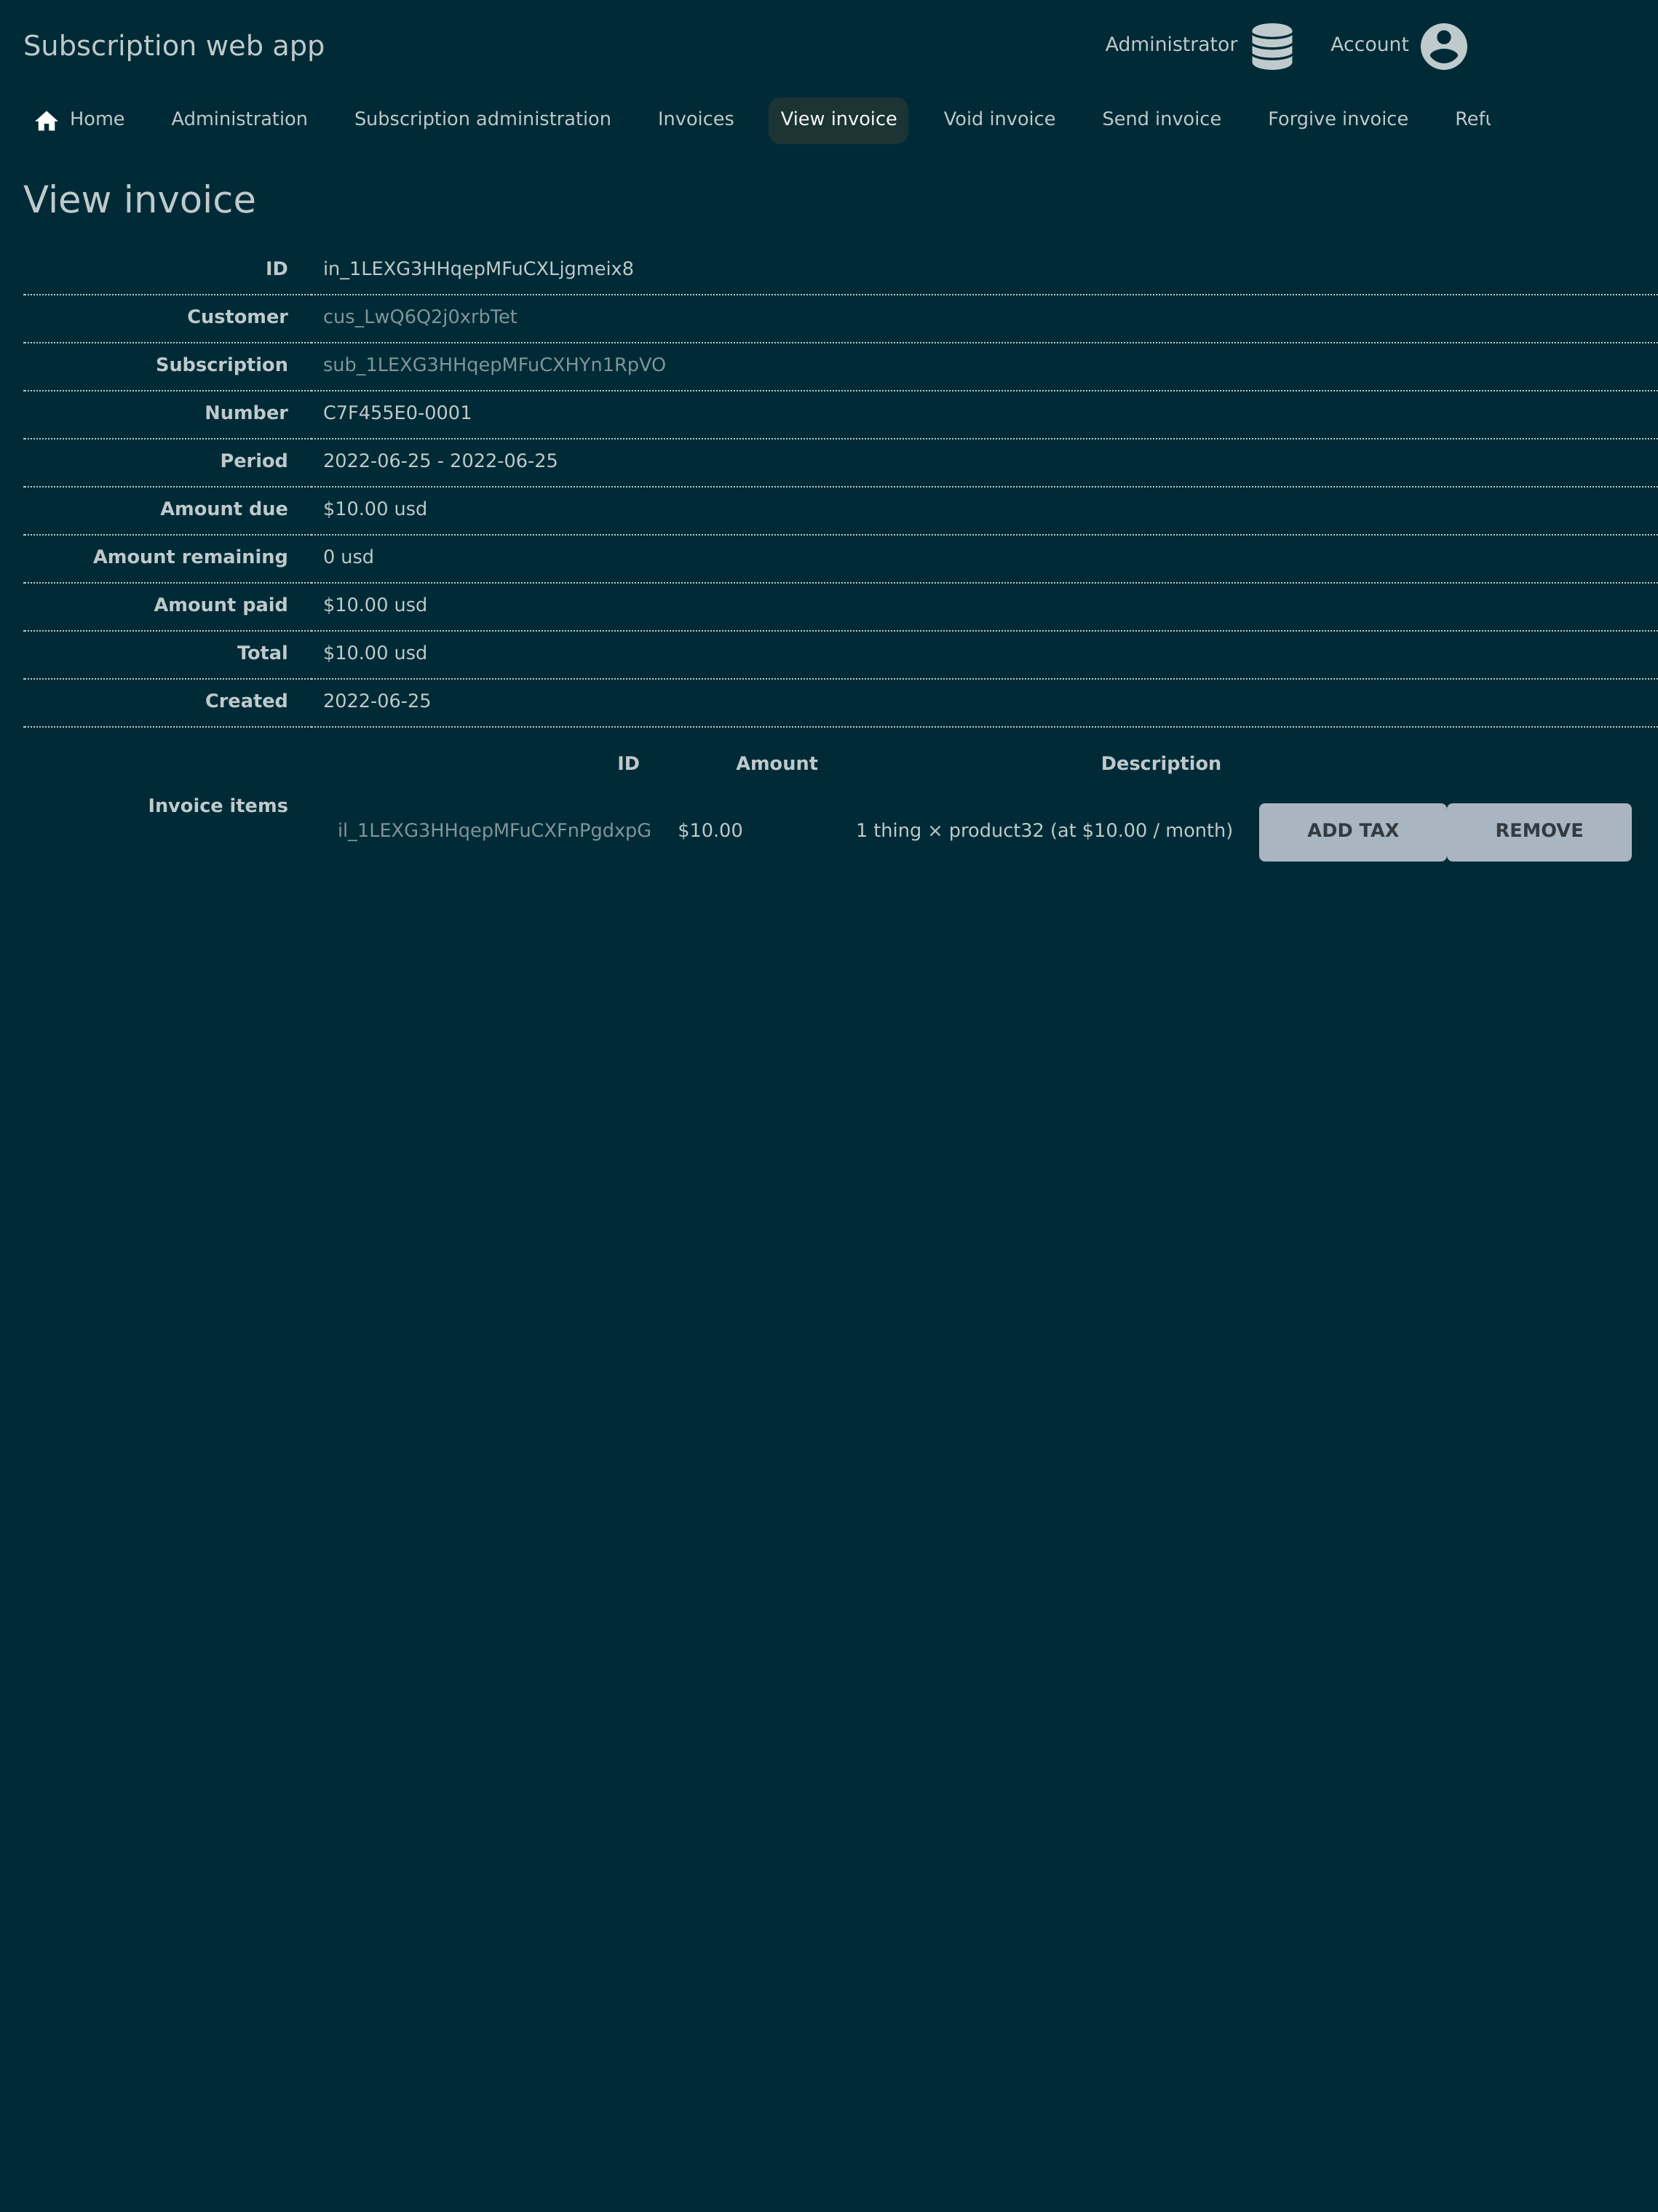 Subscription web app
Administrator Account
Home Administration Subscription administration Invoices View invoice Void invoice Send invoice Forgive invoice
View invoice
ID in_1LEXG3HHqepMFuCXLjgmeix8
Customer cus_LwQ6Q2j0xrbTet
Subscription sub_1LEXG3HHqepMFuCXHYn1RpVO
Number C7F455E0-0001
Period 2022-06-25 - 2022-06-25
Amount due $10.00 usd
Amount remaining 0 usd
Amount paid $10.00 usd
Total $10.00 usd
Created 2022-06-25
ID Amount Description
Invoice items
il_1LEXG3HHqepMFuCXFnPgdxpG $10.00 1 thing × product32 (at $10.00 / month) ADD TAX REMOVE